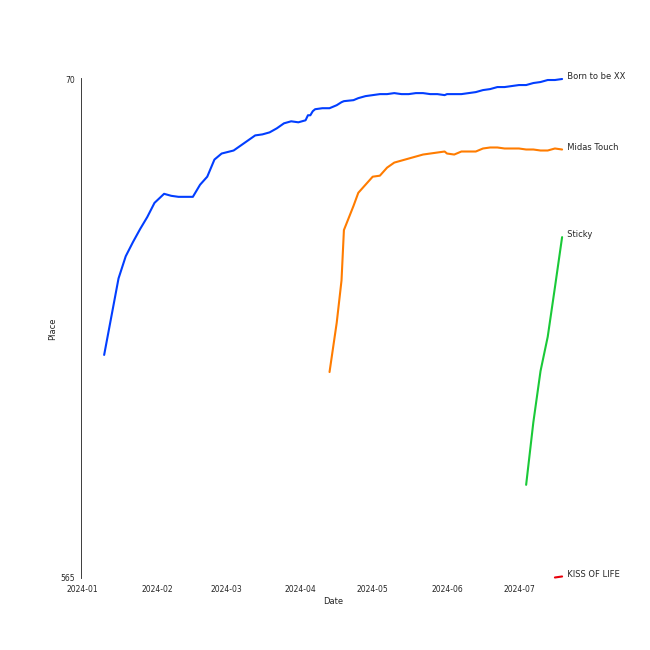 70
Born to be XX
Midas Touch
Sticky
Place
565
KISS OF LIFE
2024-01
2024-02
2024-03
2024-04
2024-05
2024-06
2024-07
Date